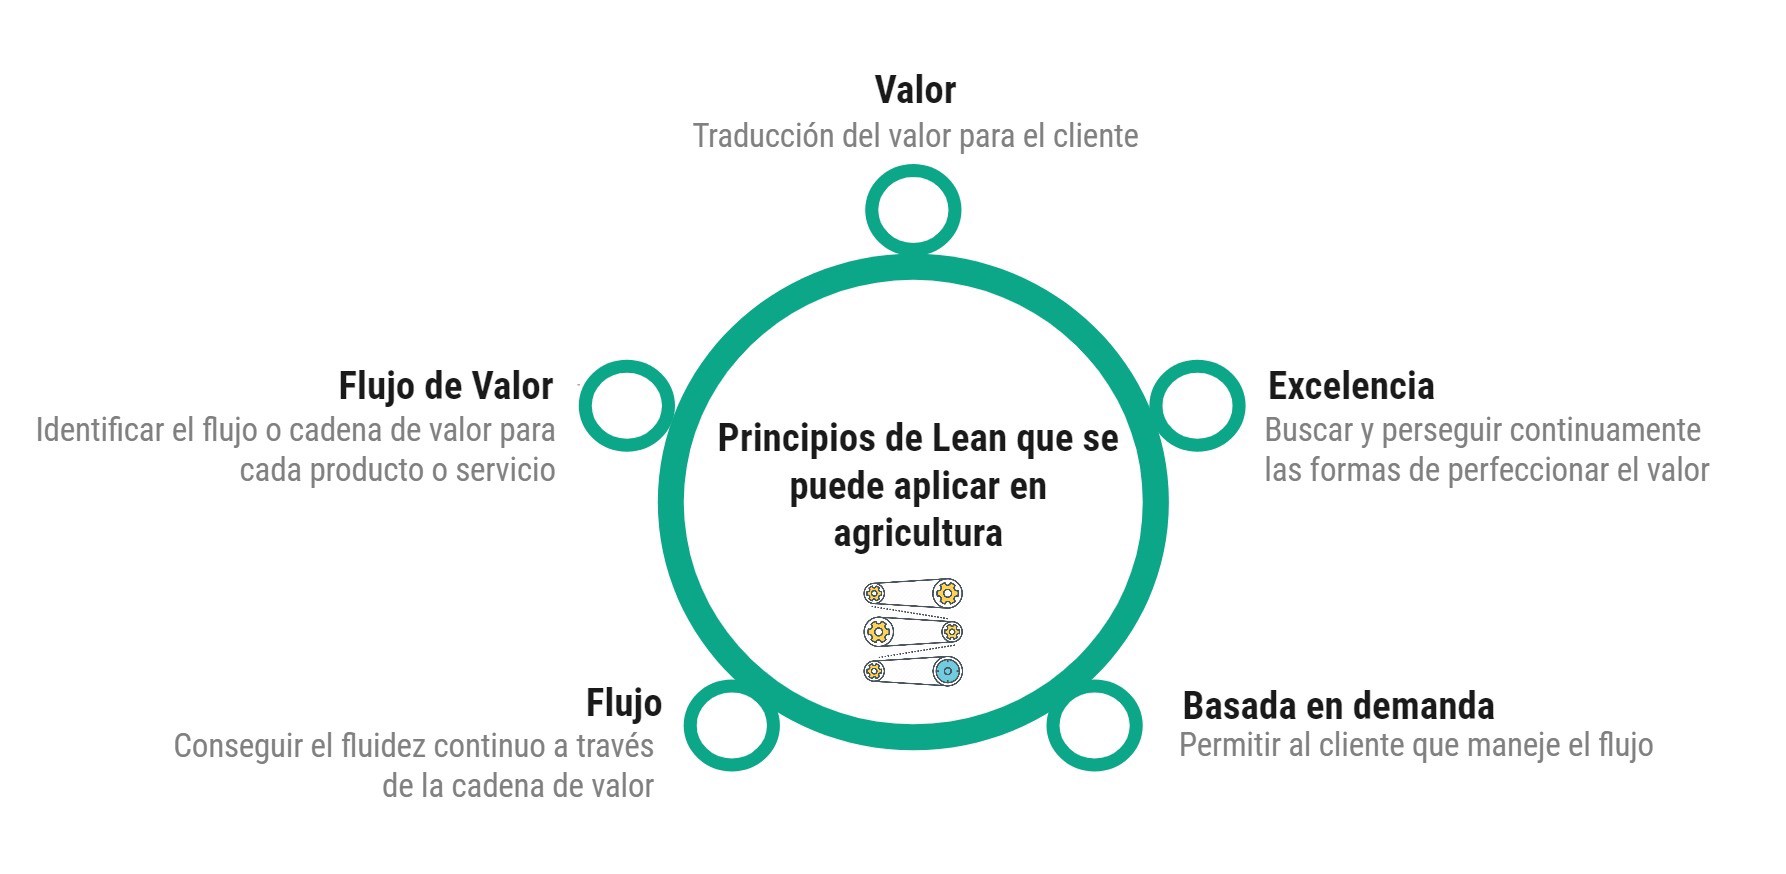 Valor
Traducción del valor para el cliente
Flujo de Valor
Identificar el flujo o cadena de valor para
cada producto o servicio
Excelencia
Buscar y perseguir continuamente
las formas de perfeccionar el valor
Principios de Lean que se
puede aplicar en
agricultura
Flujo
Conseguir el fluidez continuo a través
de la cadena de valor
Basada en demanda
Permitir al cliente que maneje el flujo